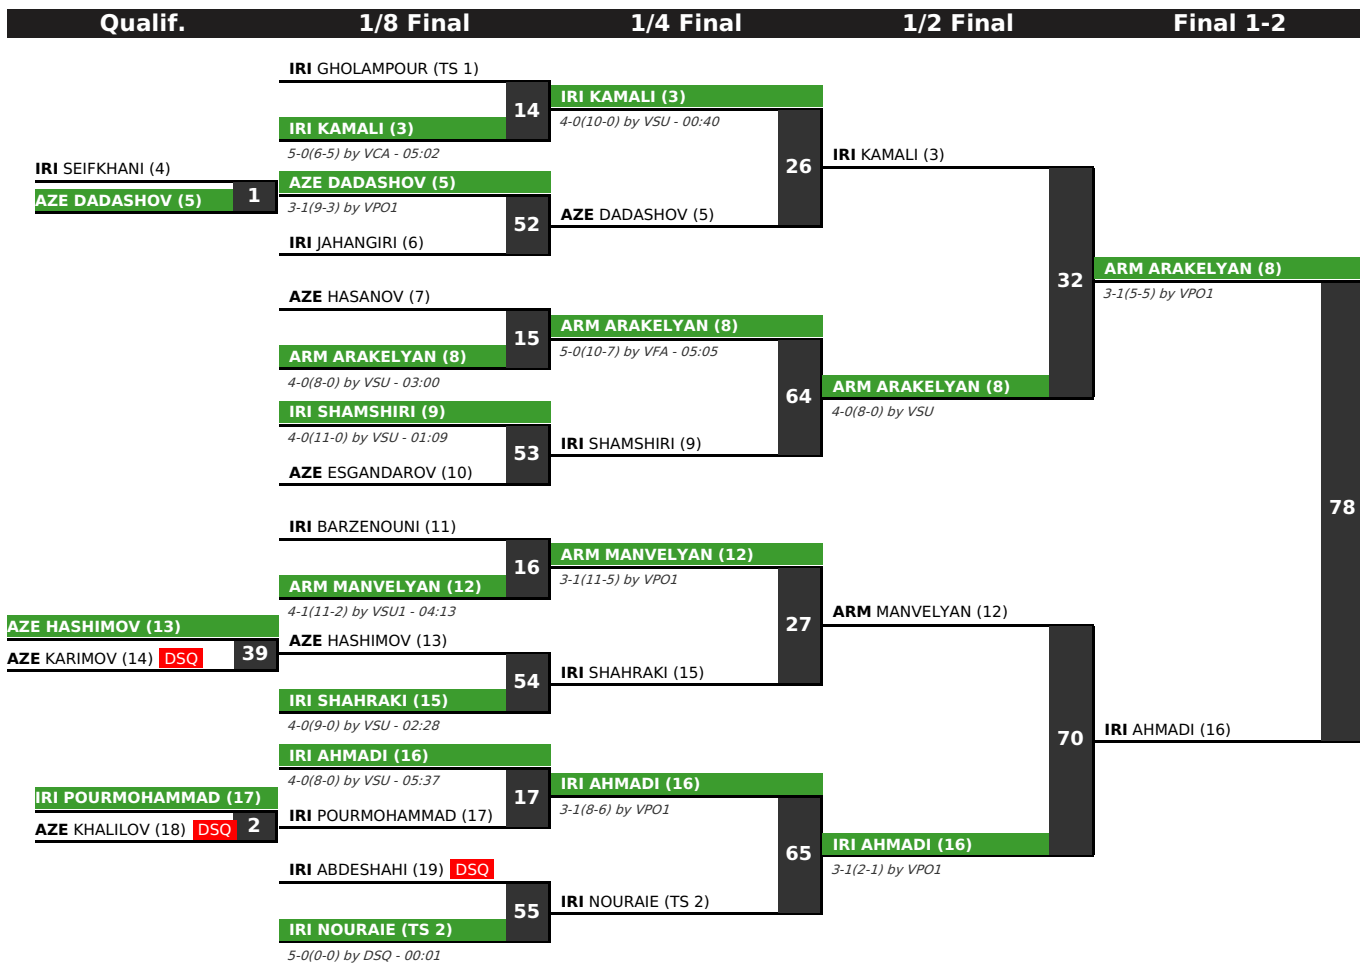 Qualif.
1/8 Final
1/4 Final
1/2 Final
Final 1-2
IRI SEIFKHANI (4)
AZE DADASHOV (5)
1
AZE HASHIMOV (13)
AZE KARIMOV (14) DSQ
39
IRI POURMOHAMMAD (17)
AZE KHALILOV (18) DSQ
2
IRI GHOLAMPOUR (TS 1)
14
IRI KAMALI (3)
5-0(6-5) by VCA - 05:02
AZE DADASHOV (5)
3-1(9-3) by VPO1
52
IRI JAHANGIRI (6)
AZE HASANOV (7)
15
ARM ARAKELYAN (8)
4-0(8-0) by VSU - 03:00
IRI SHAMSHIRI (9)
4-0(11-0) by VSU - 01:09
53
AZE ESGANDAROV (10)
IRI BARZENOUNI (11)
16
ARM MANVELYAN (12)
4-1(11-2) by VSU1 - 04:13
AZE HASHIMOV (13)
54
IRI SHAHRAKI (15)
4-0(9-0) by VSU - 02:28
IRI AHMADI (16)
4-0(8-0) by VSU - 05:37
17
IRI POURMOHAMMAD (17)
IRI ABDESHAHI (19) DSQ
55
IRI NOURAIE (TS 2)
5-0(0-0) by DSQ - 00:01
IRI KAMALI (3)
4-0(10-0) by VSU - 00:40
26
AZE DADASHOV (5)
ARM ARAKELYAN (8)
5-0(10-7) by VFA - 05:05
64
IRI SHAMSHIRI (9)
ARM MANVELYAN (12)
3-1(11-5) by VPO1
27
IRI SHAHRAKI (15)
IRI AHMADI (16)
3-1(8-6) by VPO1
65
IRI NOURAIE (TS 2)
IRI KAMALI (3)
32
ARM ARAKELYAN (8)
4-0(8-0) by VSU
ARM MANVELYAN (12)
70
IRI AHMADI (16)
3-1(2-1) by VPO1
ARM ARAKELYAN (8)
3-1(5-5) by VPO1
78
IRI AHMADI (16)